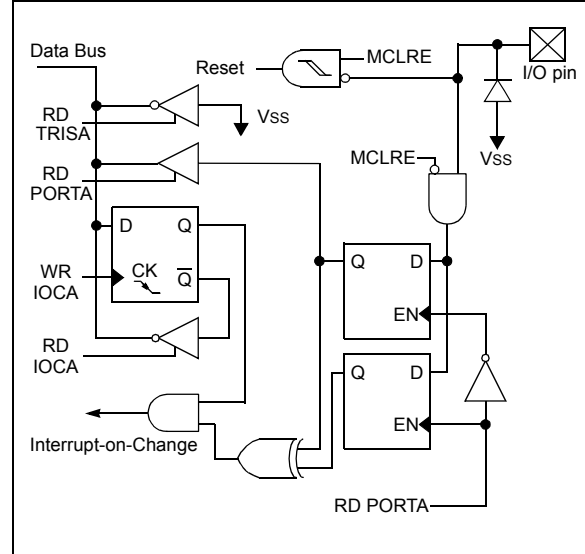 Data Bus
MCLRE
Reset
I/O pin
RD
TRISA
VSS
VSS
RD
PORTA
MCLRE
D
Q
WR
IOCA
CK
Q
Q
D
EN
RD
IOCA
Q
D
EN
Interrupt-on-Change
RD PORTA